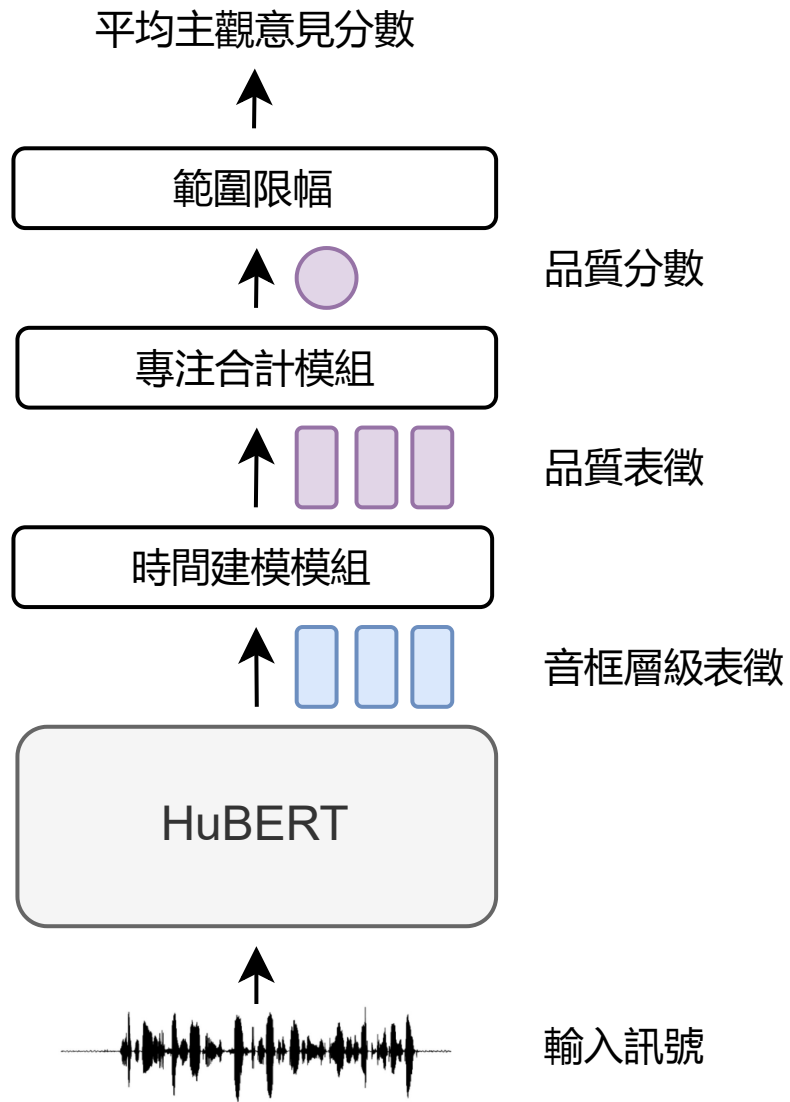 平均主觀意見分數
範圍限幅
品質分數
專注合計模組
品質表徵
時間建模模組
音框層級表徵
HuBERT
輸入訊號